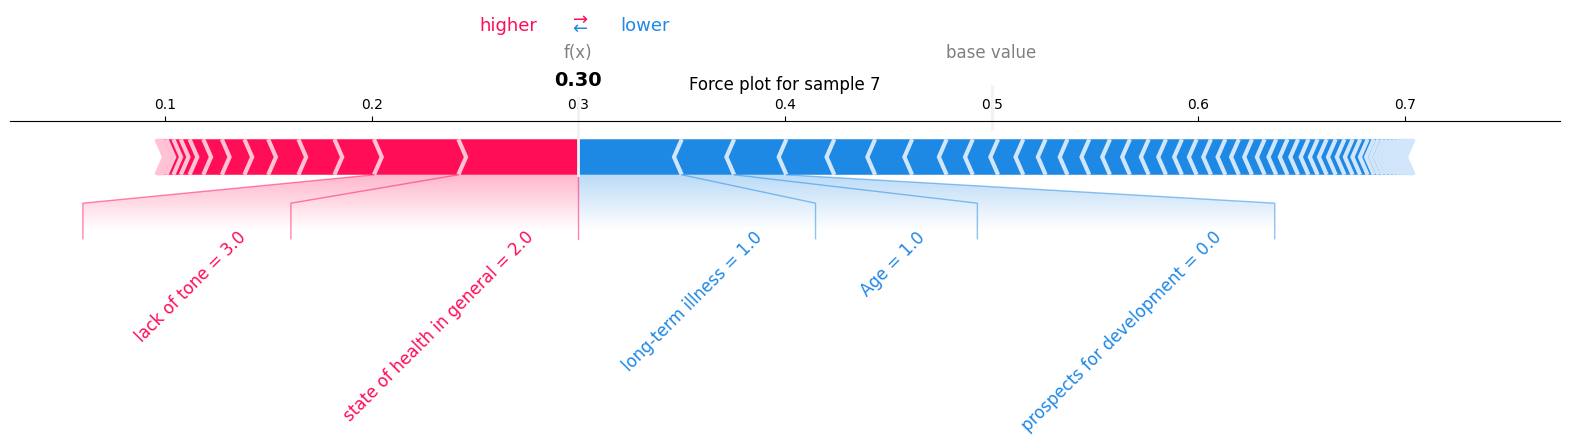 higher ⇄ lower
f(x) base value
0.30 Force plot for sample 7
0.1 0.2 0.3 0.4 0.5 0.6 0.7
lack of tone = 3.0
state of health in general = 2.0
long-term illness = 1.0
Age = 1.0
prospects for development = 0.0